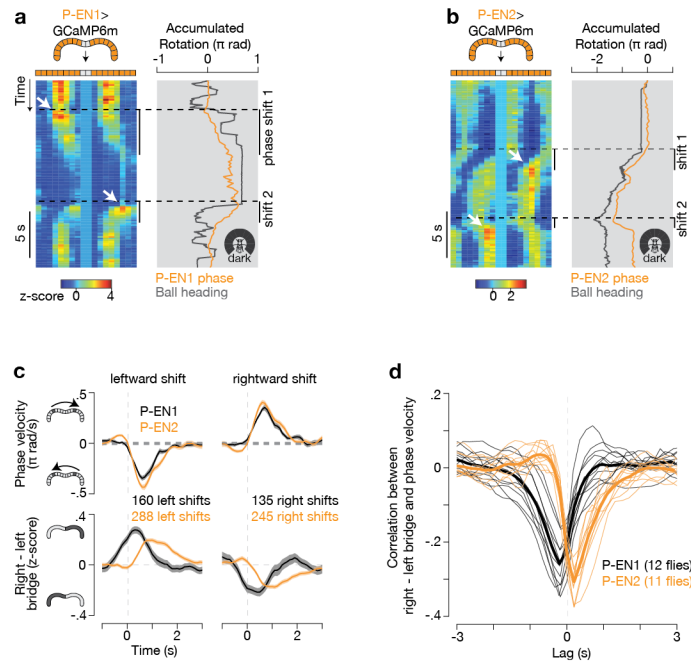 a
P-EN1>
GCaMP6m
Accumulated
Rotation (π rad)
-1 0 1
Time
phase shift 1
shift 2
5 s
dark
z-score
0 4
P-EN1 phase
Ball heading
b
P-EN2>
GCaMP6m
Accumulated
Rotation (π rad)
-2 0 1
shift 1
shift 2
5 s
dark
0 2
P-EN2 phase
Ball heading
c
leftward shift
rightward shift
Phase velocity
(π rad/s)
.5
0
-.5
P-EN1
P-EN2
160 left shifts
288 left shifts
135 right shifts
245 right shifts
Right - left
bridge (z-score)
.4
0
-.4
0 2
0 2
Time (s)
d
Correlation between
right - left bridge and phase velocity
.2
0
-.2
-.4
P-EN1 (12 flies)
P-EN2 (11 flies)
-3 0 3
Lag (s)